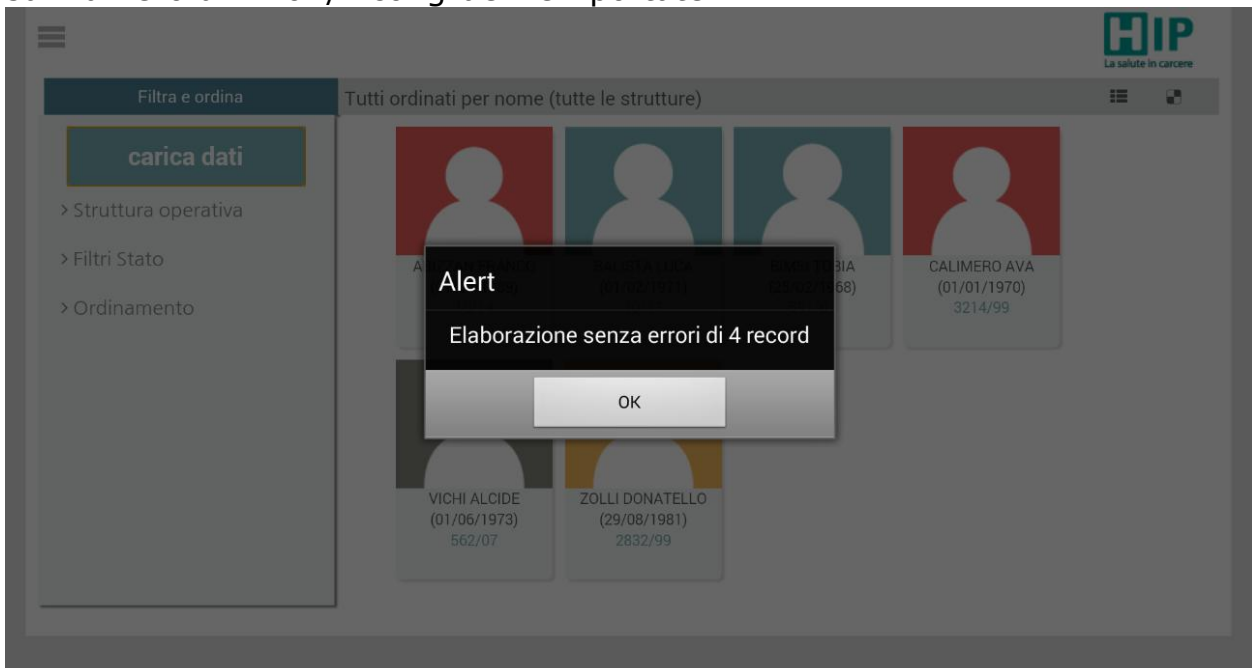 HIP
La salute in carcere
Filtra e ordina
Tutti ordinati per nome (tutte le strutture)
carica dati
> Struttura operativa
> Filtri Stato
> Ordinamento
CALIMERO AVA
(01/01/1970)
3214/99
Alert
Elaborazione senza errori di 4 record
OK
VICHI ALCIDE
(01/06/1973)
562/07
ZOLLI DONATELLO
(29/08/1981)
2832/99